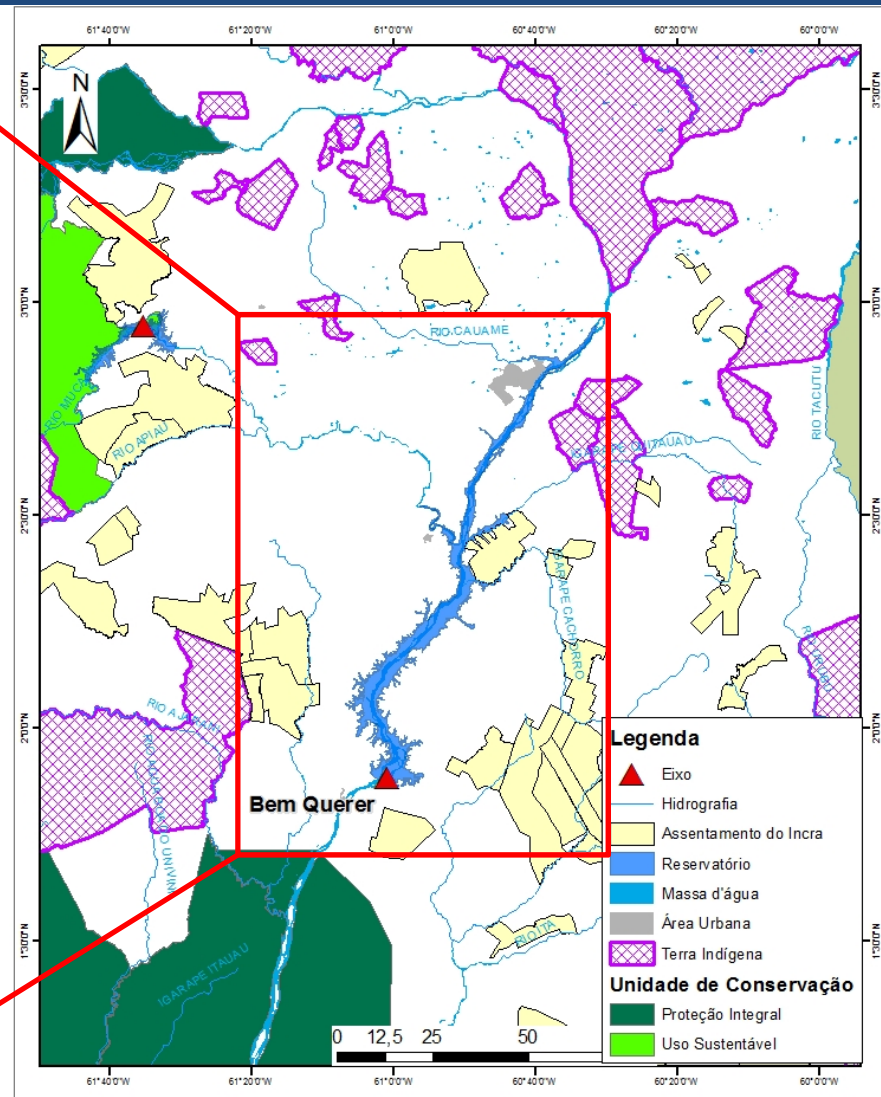 61°40'0"W 61°20'0"W 61°0'0"W 60°40'0"W 60°20'0"W 60°0'0"W
N
3°30'0"N 3°30'0"N
3°0'0"N 3°0'0"N
RIO CAUAME
RIO MUCA
RIO APIAU
RIO TACUTU
IGARAPE QUITAUAU
2°30'0"N 2°30'0"N
IGARAPE CACHORRO
RIO AJARANI
2°0'0"N 2°0'0"N
Bem Querer
Legenda
Eixo
Hidrografia
Assentamento do Incra
Reservatório
Massa d'água
Área Urbana
Terra Indígena
Unidade de Conservação
Proteção Integral
Uso Sustentável
1°30'0"N 1°30'0"N
IGARAPE ITAUAU
0 12,5 25 50
61°40'0"W 61°20'0"W 61°0'0"W 60°40'0"W 60°20'0"W 60°0'0"W